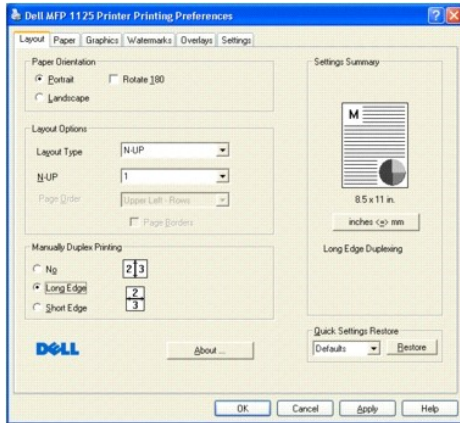 Dell MFP 1125 Printer Printing Preferences
Layout Paper Graphics Watermarks Overlays Settings
Paper Orientation
Portrait
Rotate 180
Landscape
Layout Options
Layout Type
N-UP
N-UP
1
Page Order
Upper Left - Rows
Page Borders
Manually Duplex Printing
No
2 3
Long Edge
2
3
Short Edge
DELL
About ...
Settings Summary
M
8.5 x 11 in.
inches <=> mm
Long Edge Duplexing
Quick Settings Restore
Defaults
Restore
OK Cancel Apply Help